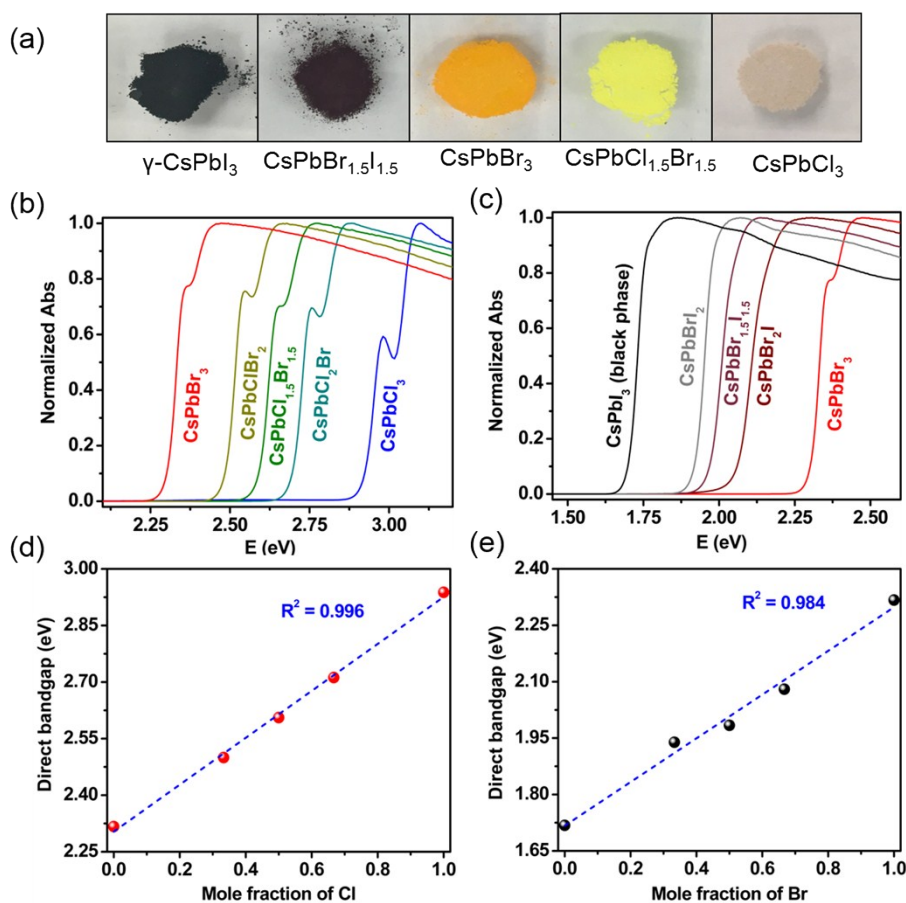 (a)
γ-CsPbI₃ CsPbBr₁.₅I₁.₅ CsPbBr₃ CsPbCl₁.₅Br₁.₅ CsPbCl₃
(b)
Normalized Abs
1.0
0.8
0.6
0.4
0.2
0.0
CsPbBr₃
CsPbClBr₂
CsPbCl₁.₅Br₁.₅
CsPbCl₂Br
CsPbCl₃
2.25 2.50 2.75 3.00
E (eV)
(c)
Normalized Abs
1.0
0.8
0.6
0.4
0.2
0.0
CsPbI₃ (black phase)
CsPbBrI₂
CsPbBr₁.₅I₁.₅
CsPbBr₂I
CsPbBr₃
1.50 1.75 2.00 2.25 2.50
E (eV)
(d)
Direct bandgap (eV)
3.00
2.85
2.70
2.55
2.40
2.25
R² = 0.996
0.0 0.2 0.4 0.6 0.8 1.0
Mole fraction of Cl
(e)
Direct bandgap (eV)
2.40
2.25
2.10
1.95
1.80
1.65
R² = 0.984
0.0 0.2 0.4 0.6 0.8 1.0
Mole fraction of Br